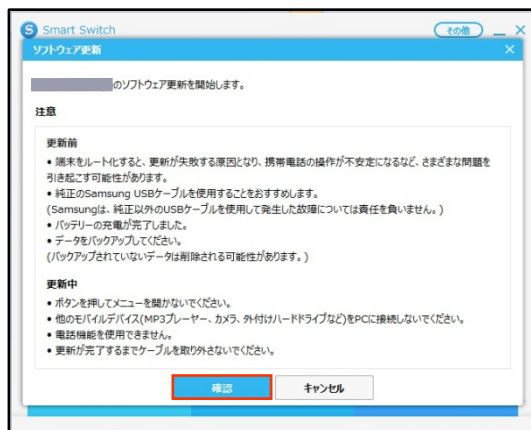 Smart Switch
その他
ソフトウェア更新
のソフトウェア更新を開始します。
注意
更新前
• 端末をルート化すると、更新が失敗する原因となり、携帯電話の操作が不安定になるなど、さまざまな問題を
引き起こす可能性があります。
• 純正のSamsung USBケーブルを使用することをおすすめします。
(Samsungは、純正以外のUSBケーブルを使用して発生した故障については責任を負いません。)
• バッテリーの充電が完了しました。
• データをバックアップしてください。
(バックアップされていないデータは削除される可能性があります。)
更新中
• ボタンを押してメニューを開かないでください。
• 他のモバイルデバイス(MP3プレーヤー、カメラ、外付けハードドライブなど)をPCに接続しないでください。
• 電話機能を使用できません。
• 更新が完了するまでケーブルを取り外さないでください。
確認
キャンセル